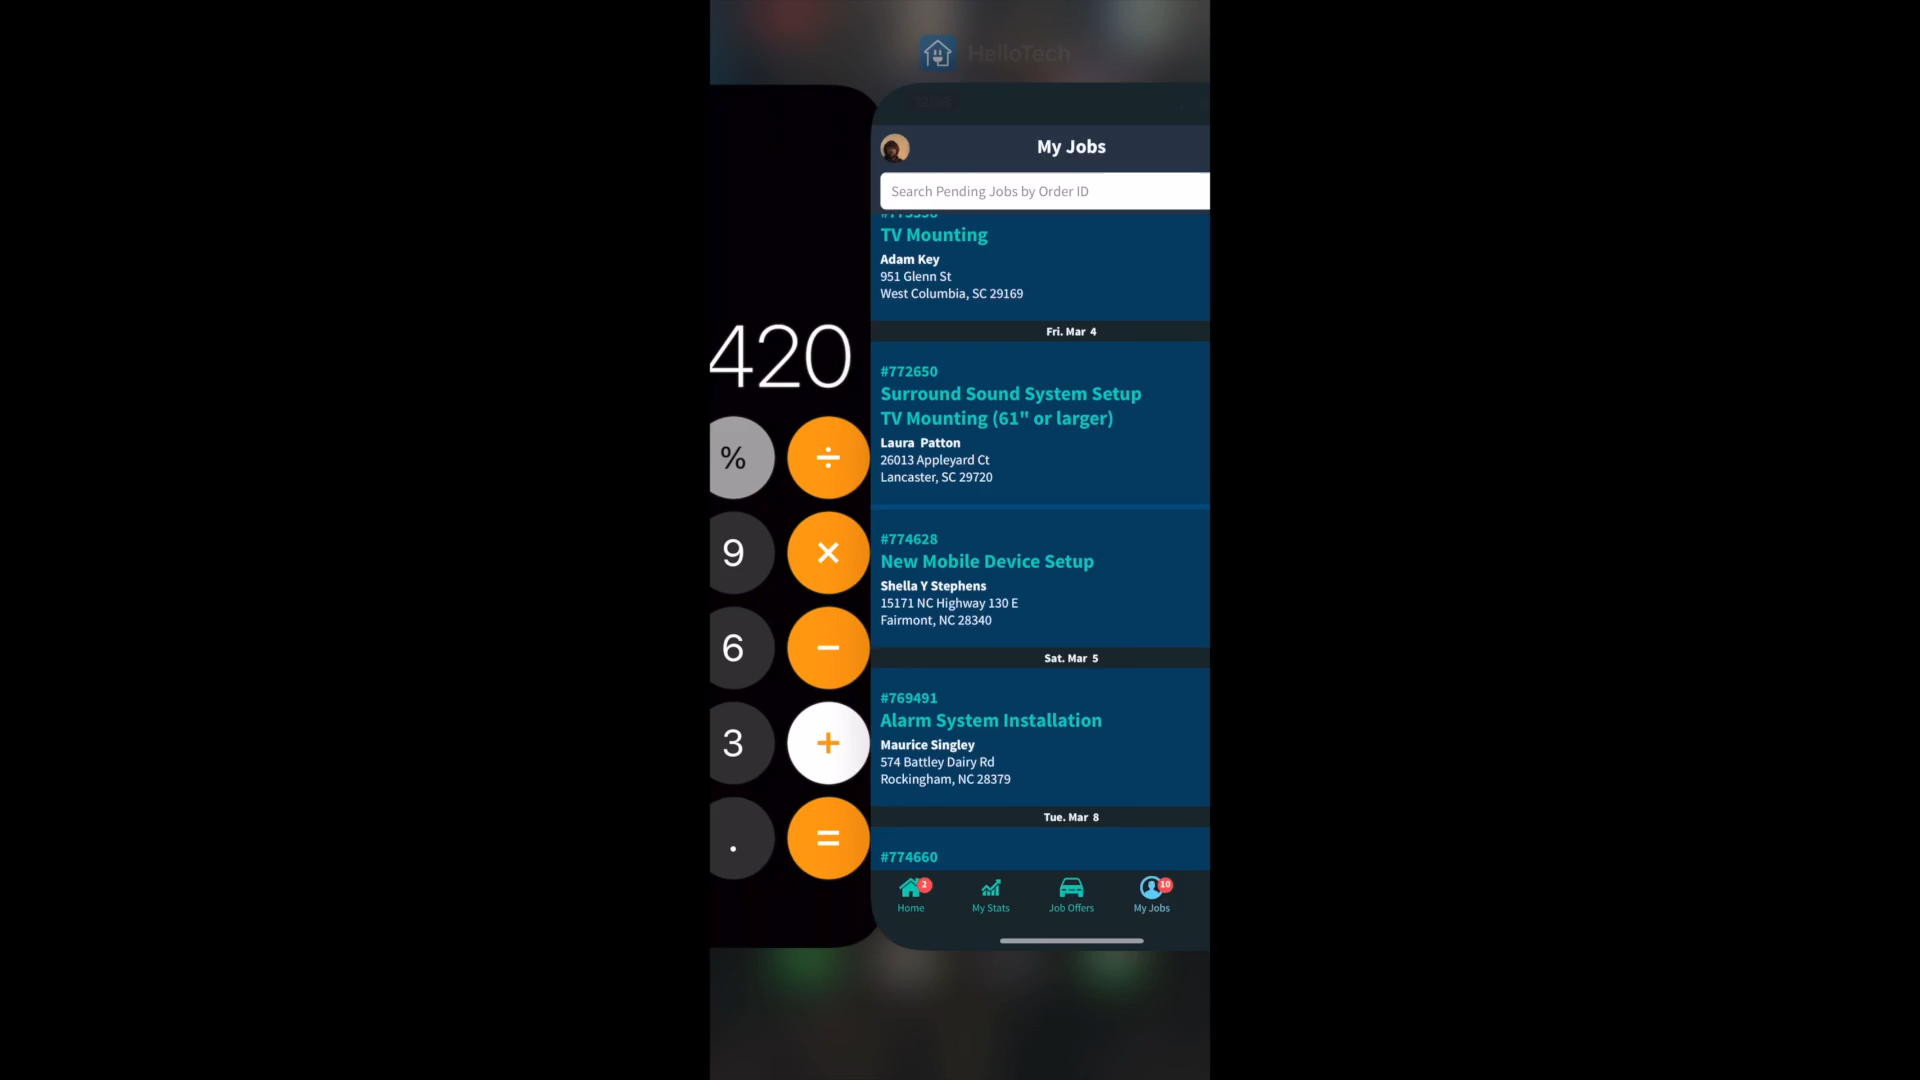 HelloTech
My Jobs
Search Pending Jobs by Order ID
TV Mounting
Adam Key
951 Glenn St
West Columbia, SC 29169
Fri. Mar 4
#772650
Surround Sound System Setup
TV Mounting (61" or larger)
Laura Patton
26013 Appleyard Ct
Lancaster, SC 29720
#774628
New Mobile Device Setup
Shella Y Stephens
15171 NC Highway 130 E
Fairmont, NC 28340
Sat. Mar 5
#769491
Alarm System Installation
Maurice Singley
574 Battley Dairy Rd
Rockingham, NC 28379
Tue. Mar 8
#774660
2
10
Home
My Stats
Job Offers
My Jobs
420
% ÷
9 ×
6 −
3 +
. =